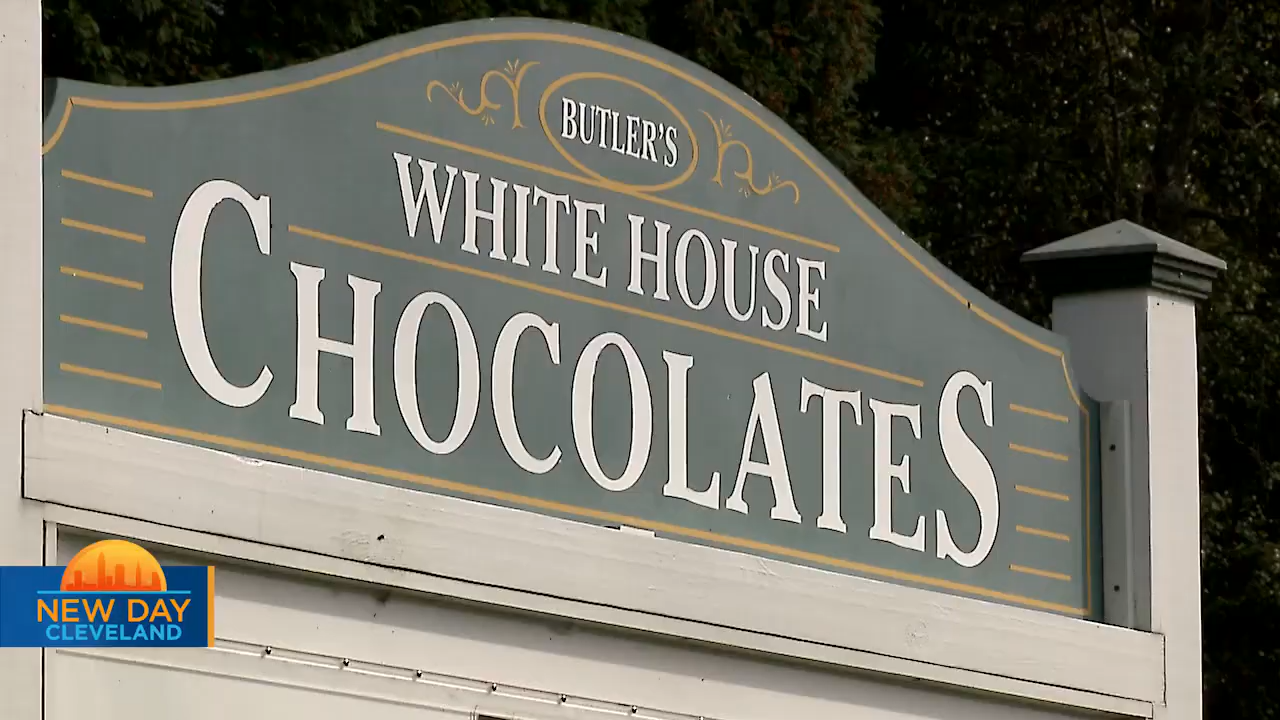 BUTLER'S
WHITE HOUSE
CHOCOLATES
NEW DAY
CLEVELAND